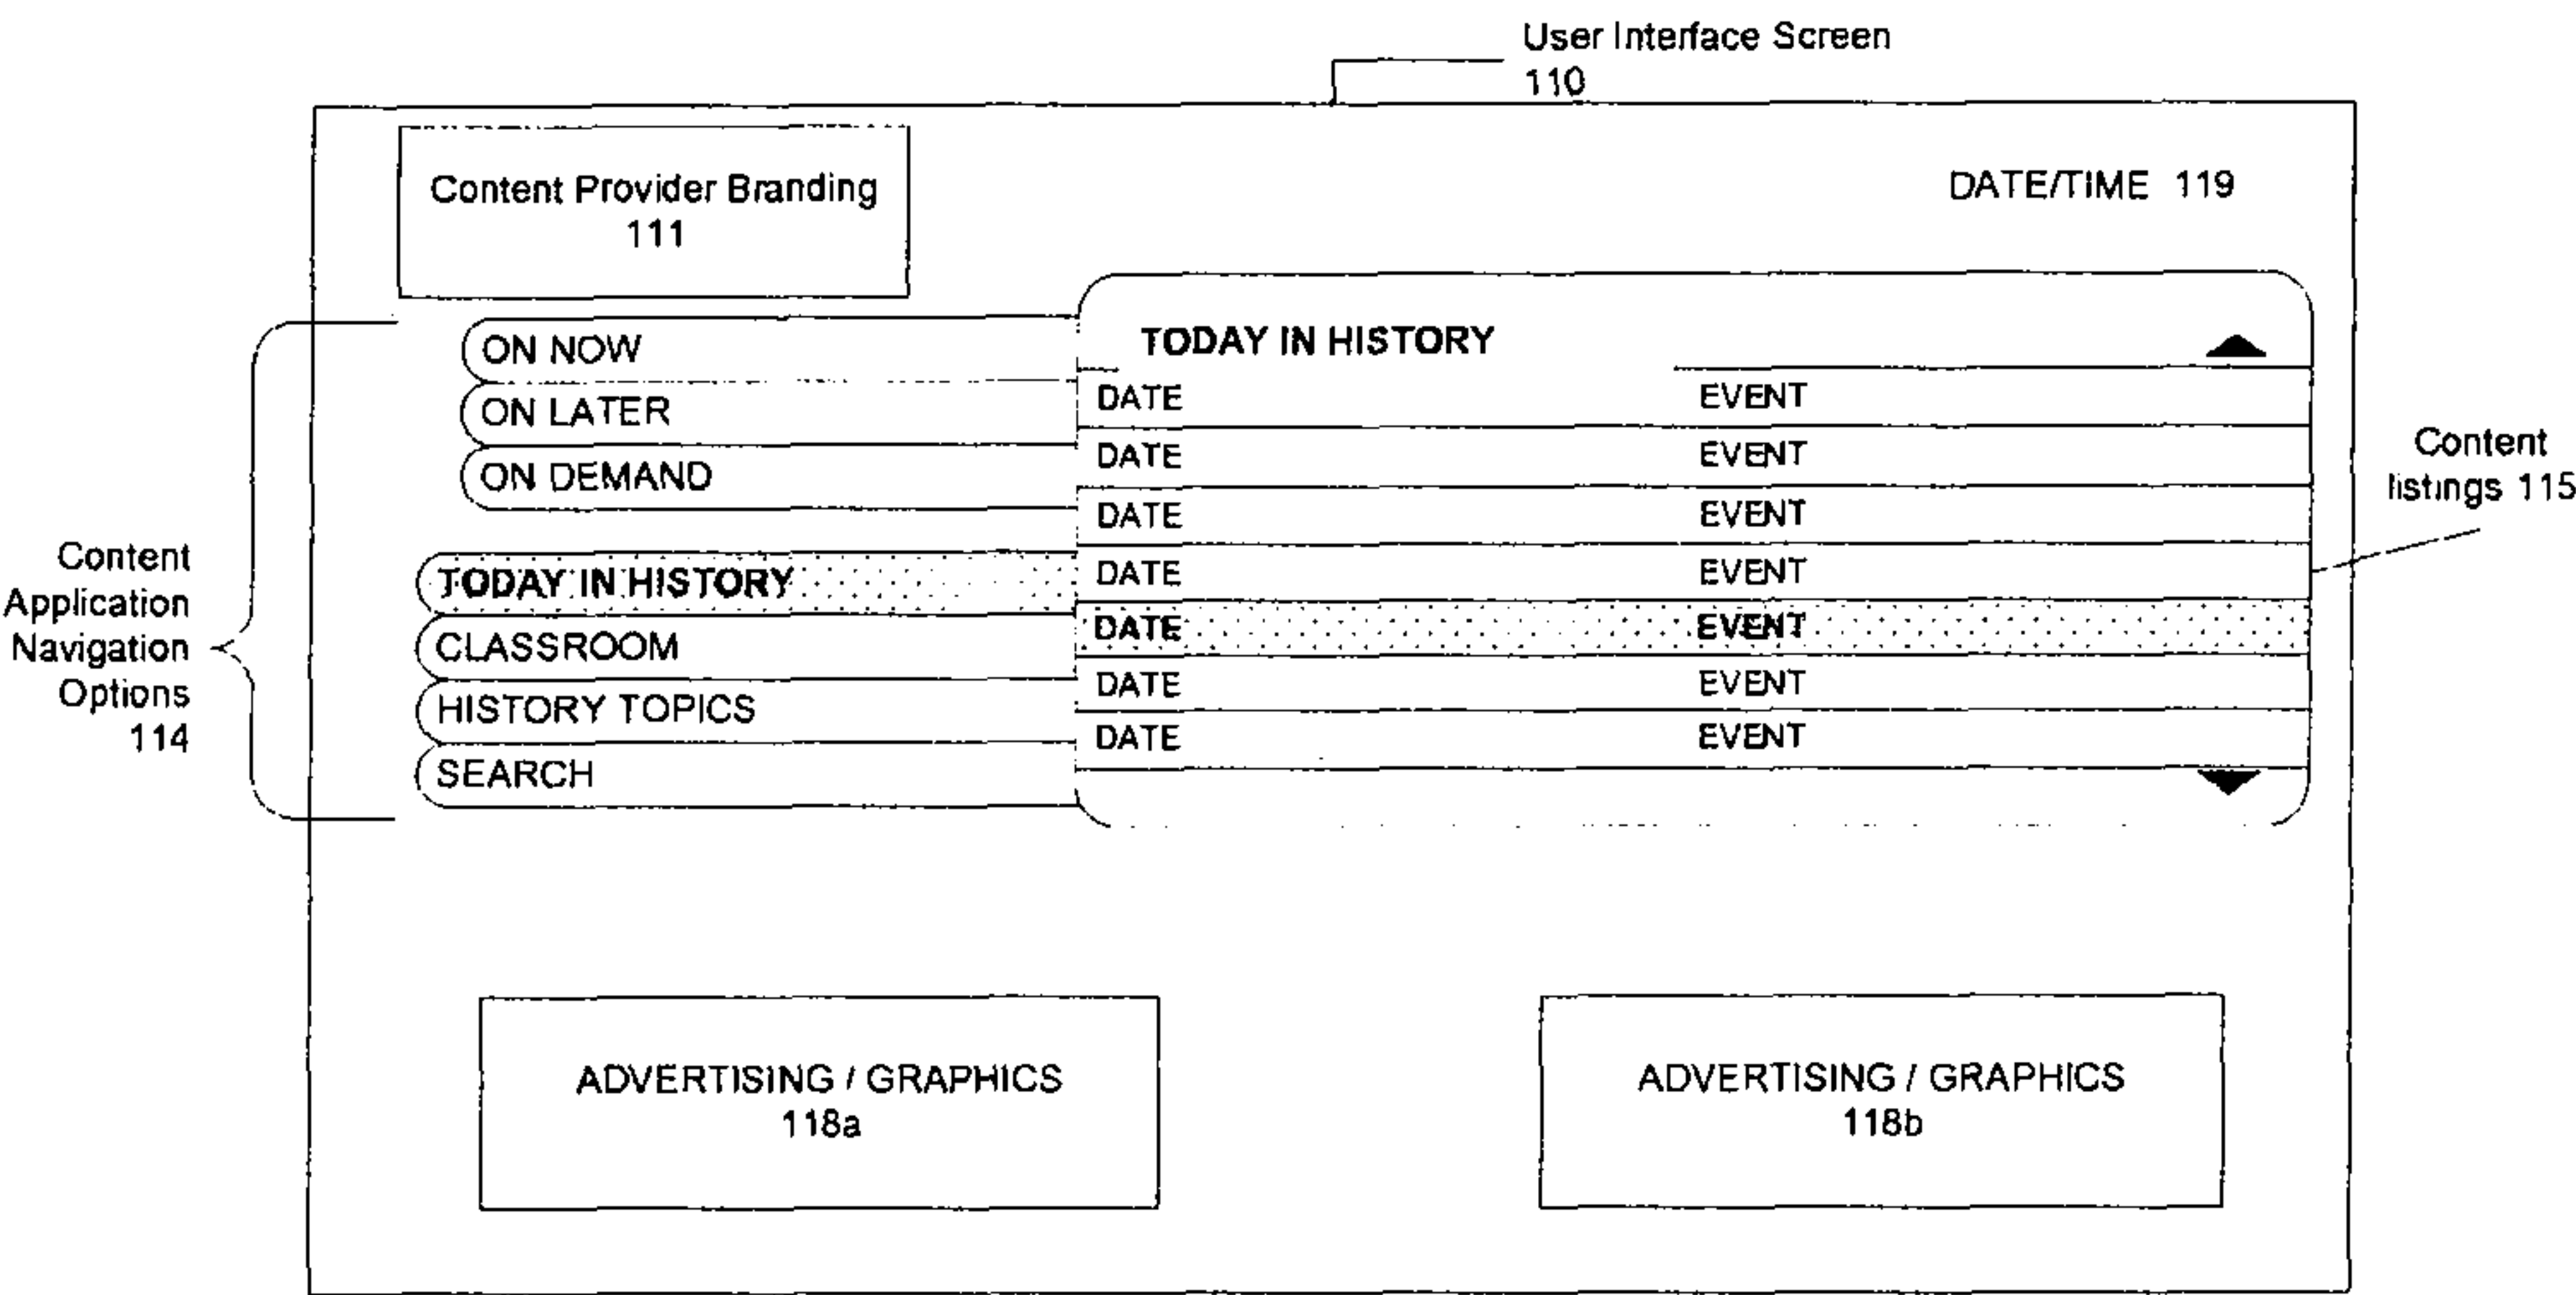 User Interface Screen
110
Content Provider Branding
111
DATE/TIME 119
ON NOW
ON LATER
ON DEMAND
TODAY IN HISTORY
CLASSROOM
HISTORY TOPICS
SEARCH
Content
Application
Navigation
Options
114
TODAY IN HISTORY
DATE EVENT
DATE EVENT
DATE EVENT
DATE EVENT
DATE EVENT
DATE EVENT
DATE EVENT
Content
listings 115
ADVERTISING / GRAPHICS
118a
ADVERTISING / GRAPHICS
118b